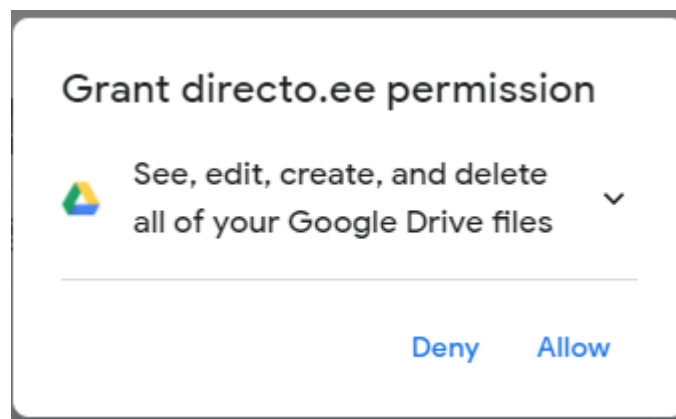 Grant directo.ee permission
See, edit, create, and delete
all of your Google Drive files
Deny Allow